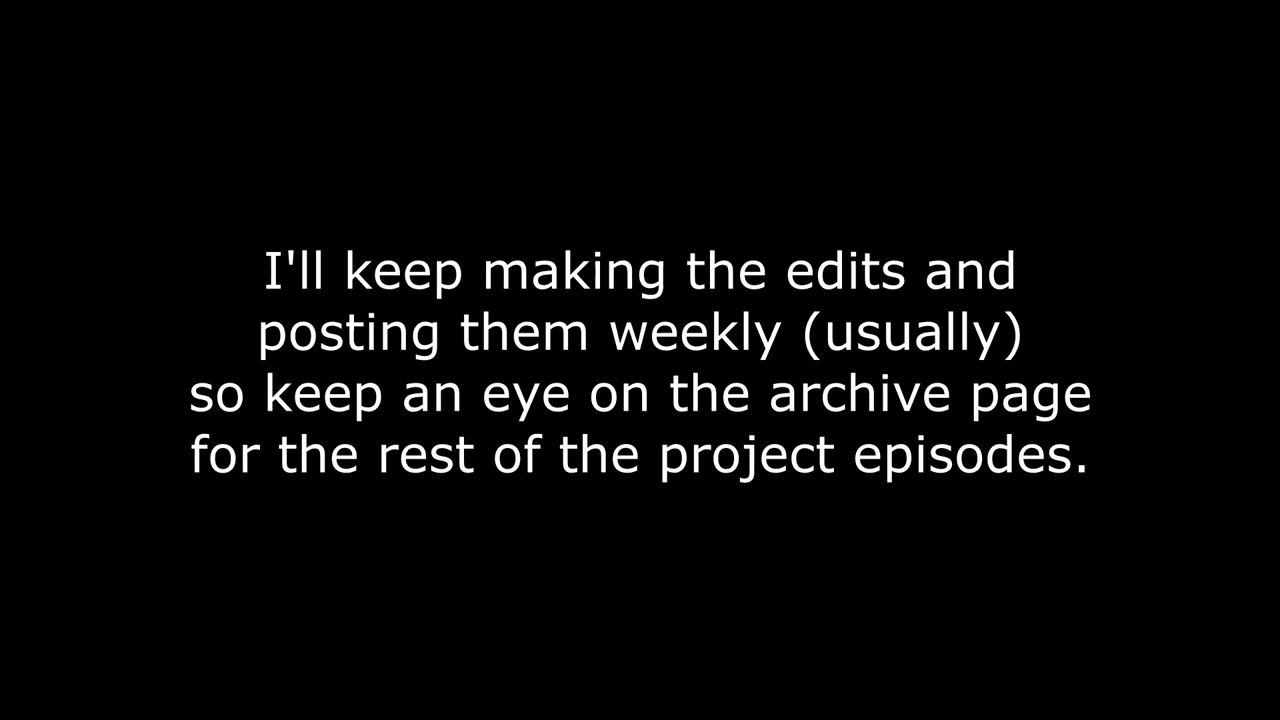 I'll keep making the edits and
posting them weekly (usually)
so keep an eye on the archive page
for the rest of the project episodes.